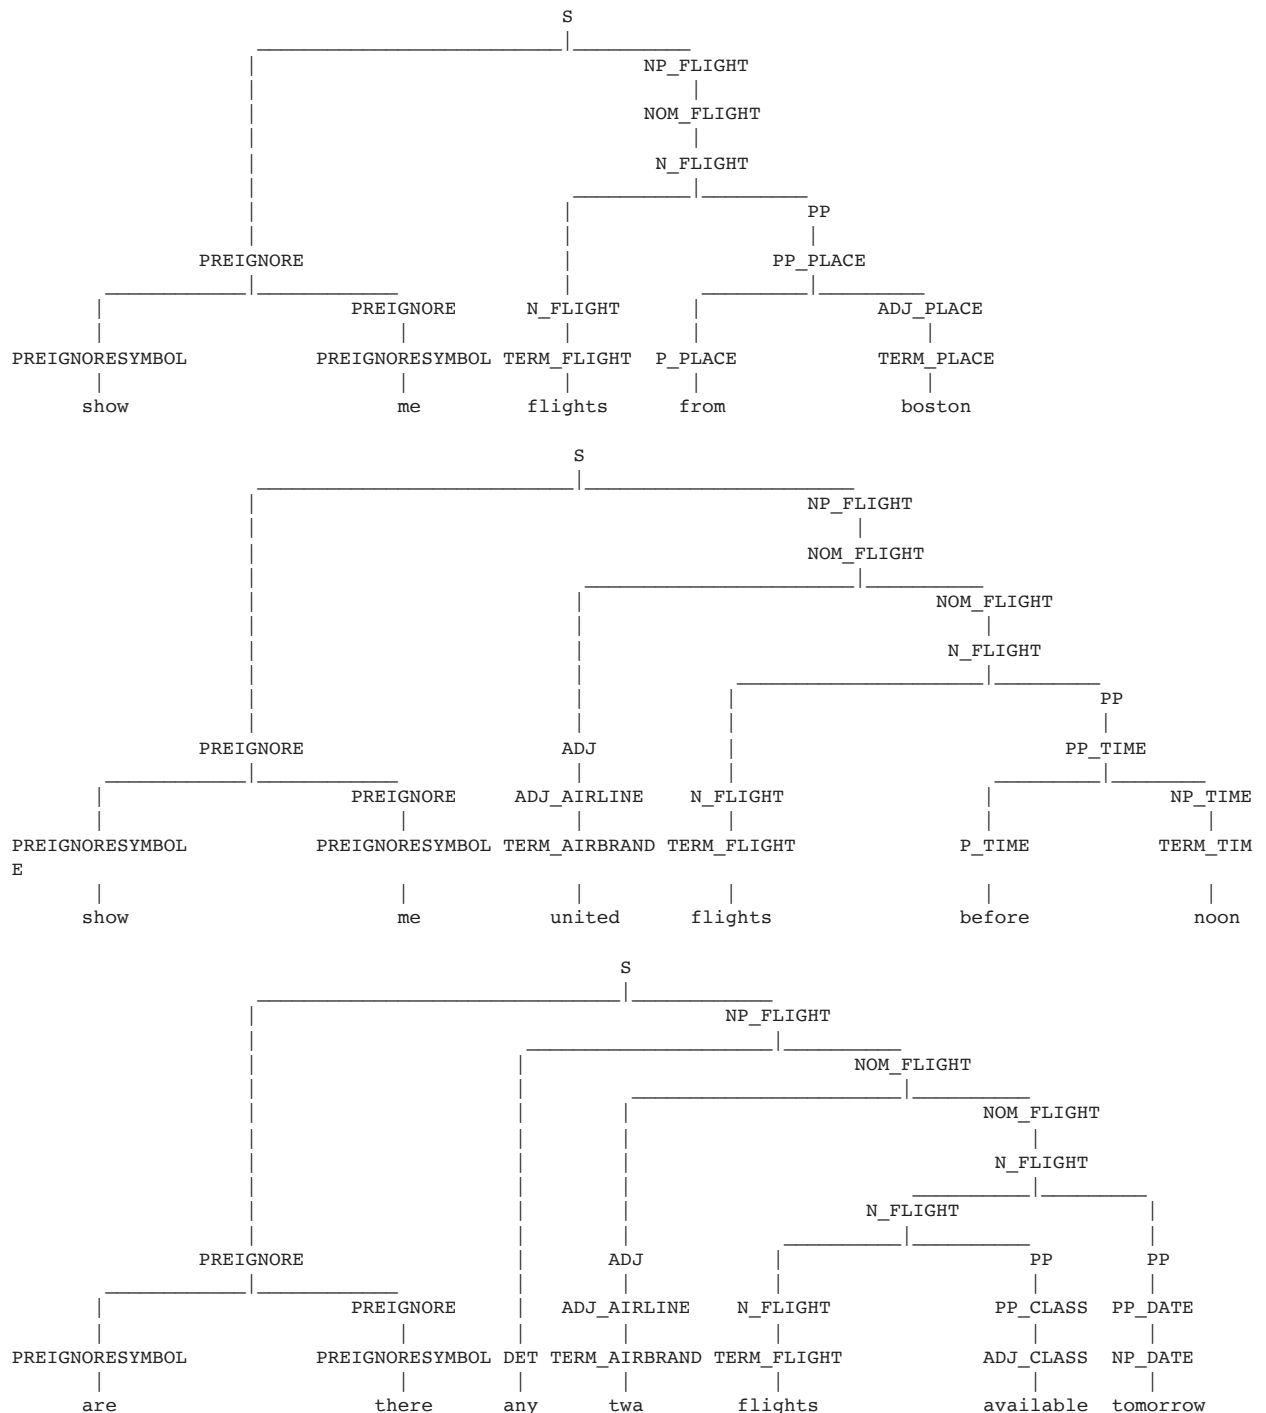 S
NP_FLIGHT
NOM_FLIGHT
N_FLIGHT
PP
PREIGNORE PP_PLACE
PREIGNORE N_FLIGHT ADJ_PLACE
PREIGNORESYMBOL PREIGNORESYMBOL TERM_FLIGHT P_PLACE TERM_PLACE
show me flights from boston
S
NP_FLIGHT
NOM_FLIGHT
NOM_FLIGHT
N_FLIGHT
PP
PREIGNORE ADJ PP_TIME
PREIGNORE ADJ_AIRLINE N_FLIGHT NP_TIME
PREIGNORESYMBOL PREIGNORESYMBOL TERM_AIRBRAND TERM_FLIGHT P_TIME TERM_TIM
E
show me united flights before noon
S
NP_FLIGHT
NOM_FLIGHT
NOM_FLIGHT
N_FLIGHT
N_FLIGHT
PREIGNORE ADJ PP PP
PREIGNORE ADJ_AIRLINE N_FLIGHT PP_CLASS PP_DATE
PREIGNORESYMBOL PREIGNORESYMBOL DET TERM_AIRBRAND TERM_FLIGHT ADJ_CLASS NP_DATE
are there any twa flights available tomorrow